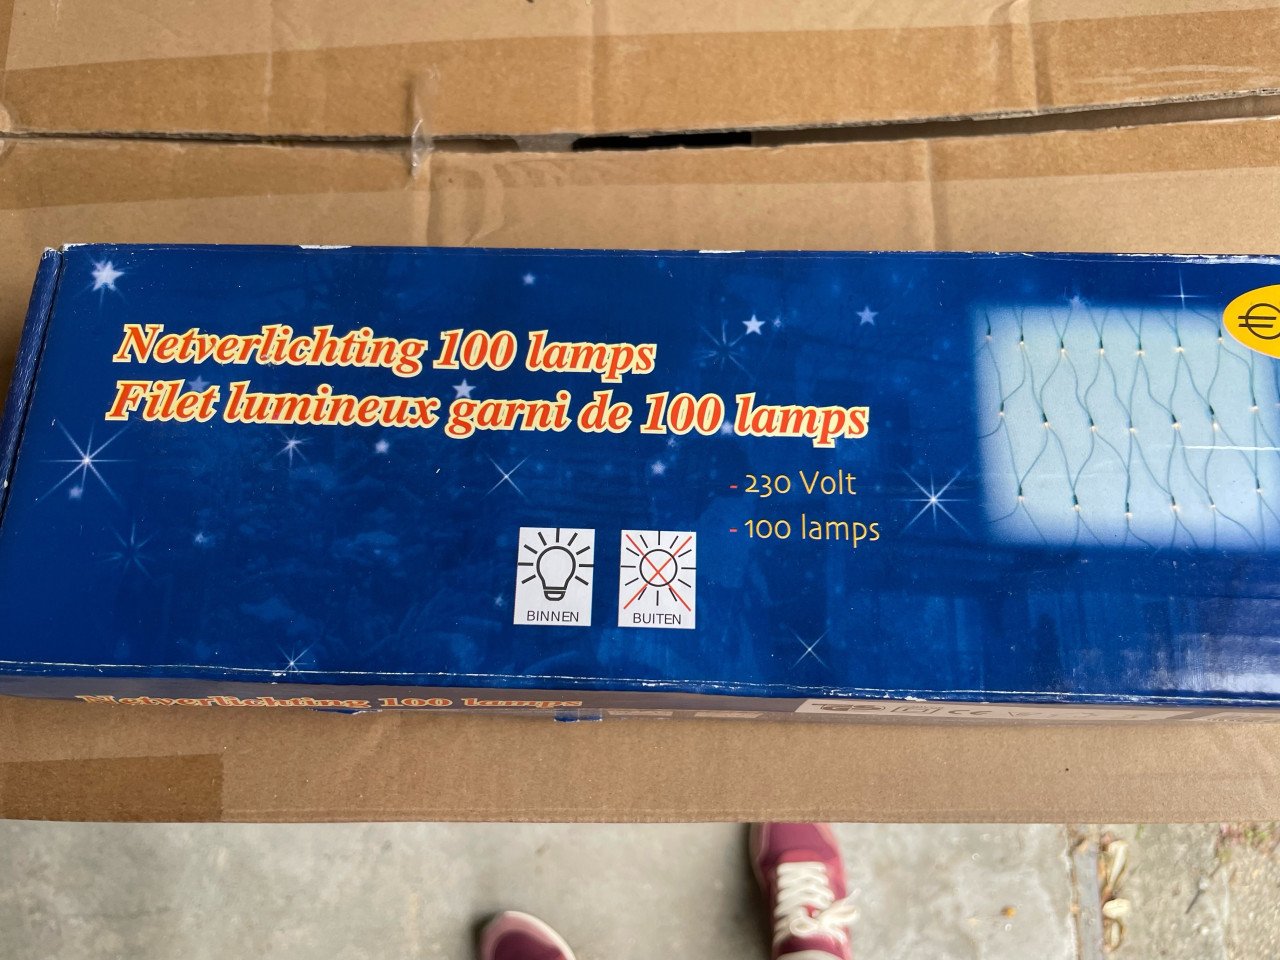 Netverlichting 100 lamps
Filet lumineux garni de 100 lamps
- 230 Volt
- 100 lamps
BINNEN
BUITEN
€
Netverlichting 100 lamps